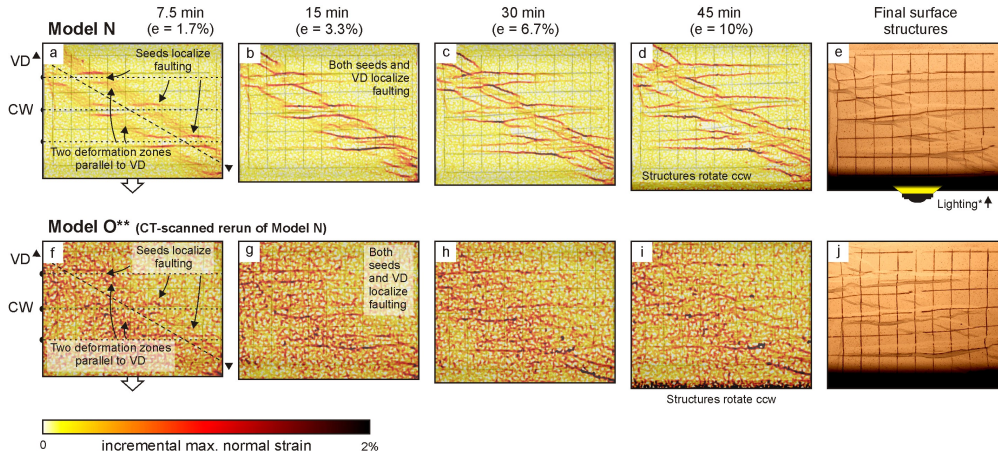 7.5 min
(e = 1.7%)
15 min
(e = 3.3%)
30 min
(e = 6.7%)
45 min
(e = 10%)
Final surface
structures
Model N
VD
CW
a
Seeds localize
faulting
Two deformation zones
parallel to VD
b
Both seeds and
VD localize
faulting
c
d
Structures rotate ccw
e
Lighting*
Model O** (CT-scanned rerun of Model N)
VD
CW
f
Seeds localize
faulting
Two deformation zones
parallel to VD
g
Both
seeds
and VD
localize
faulting
h
i
Structures rotate ccw
j
0
incremental max. normal strain
2%